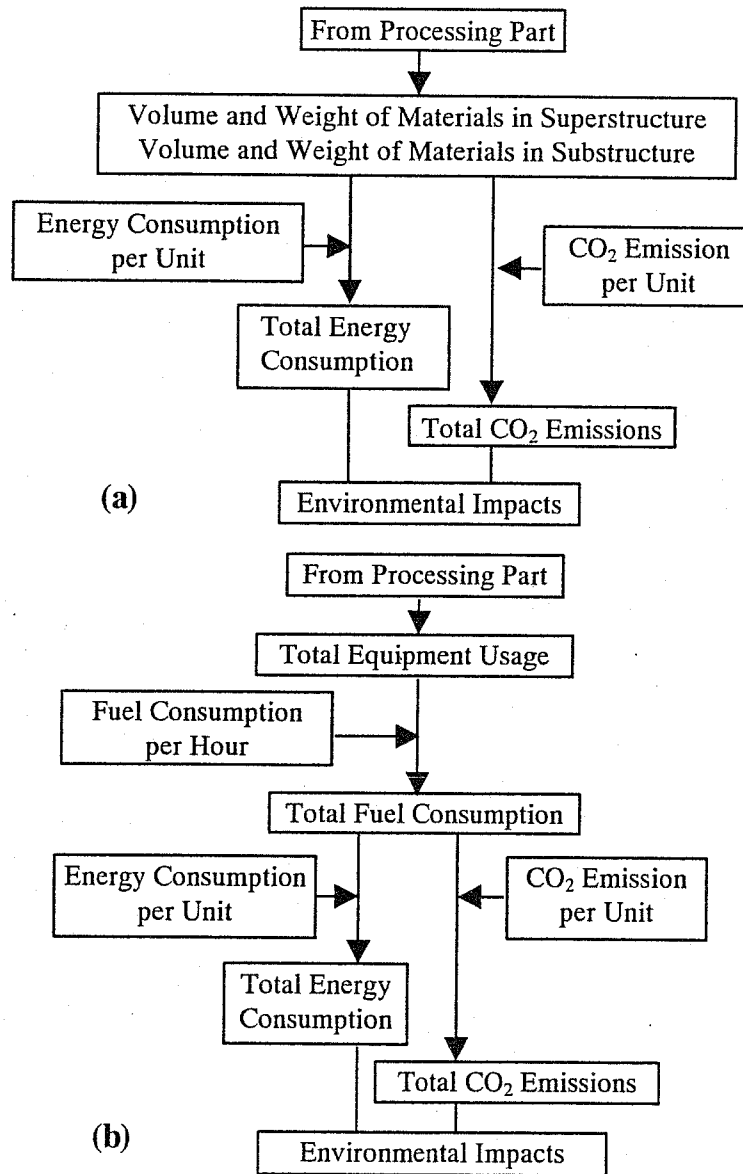 From Processing Part
Volume and Weight of Materials in Superstructure
Volume and Weight of Materials in Substructure
Energy Consumption
per Unit
CO₂ Emission
per Unit
Total Energy
Consumption
Total CO₂ Emissions
(a)
Environmental Impacts
From Processing Part
Total Equipment Usage
Fuel Consumption
per Hour
Total Fuel Consumption
Energy Consumption
per Unit
CO₂ Emission
per Unit
Total Energy
Consumption
Total CO₂ Emissions
(b)
Environmental Impacts